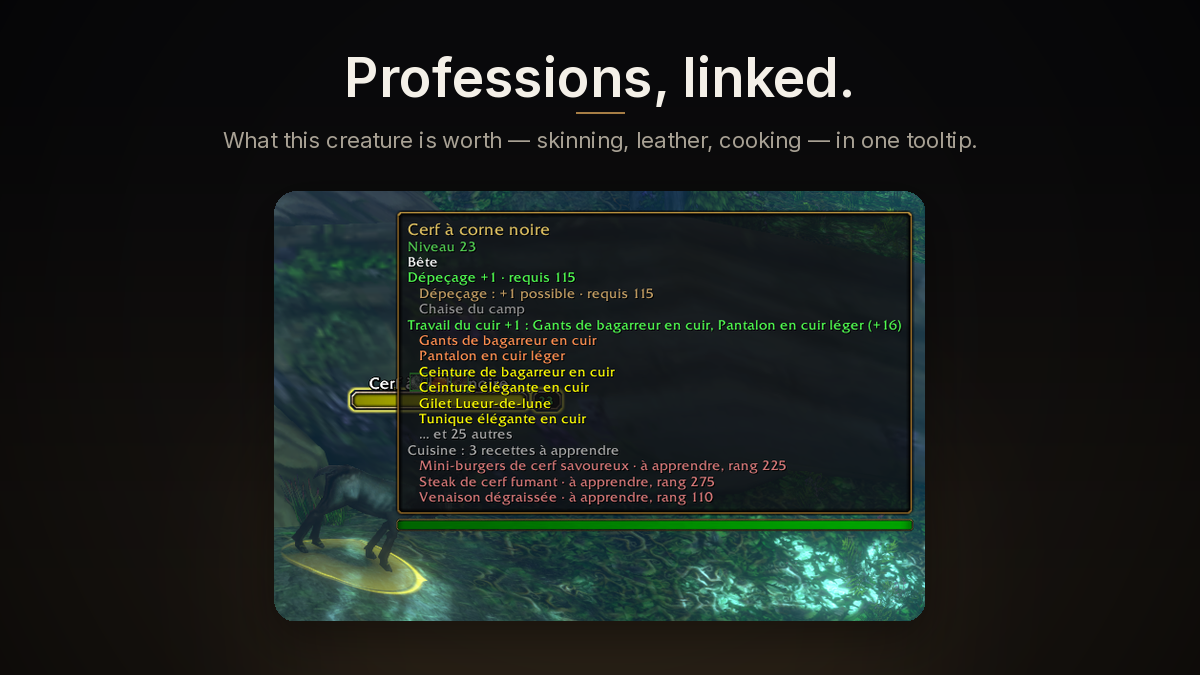 Professions, linked.
What this creature is worth — skinning, leather, cooking — in one tooltip.
Cerf à corne noire
Niveau 23
Bête
Dépeçage +1 · requis 115
Dépeçage : +1 possible · requis 115
Chaise du camp
Travail du cuir +1 : Gants de bagarreur en cuir, Pantalon en cuir léger (+16)
Gants de bagarreur en cuir
Pantalon en cuir léger
Ceinture de bagarreur en cuir
Cerf
Ceinture élégante en cuir
Gilet Lueur-de-lune
Tunique élégante en cuir
... et 25 autres
Cuisine : 3 recettes à apprendre
Mini-burgers de cerf savoureux · à apprendre, rang 225
Steak de cerf fumant · à apprendre, rang 275
Venaison dégraissée · à apprendre, rang 110